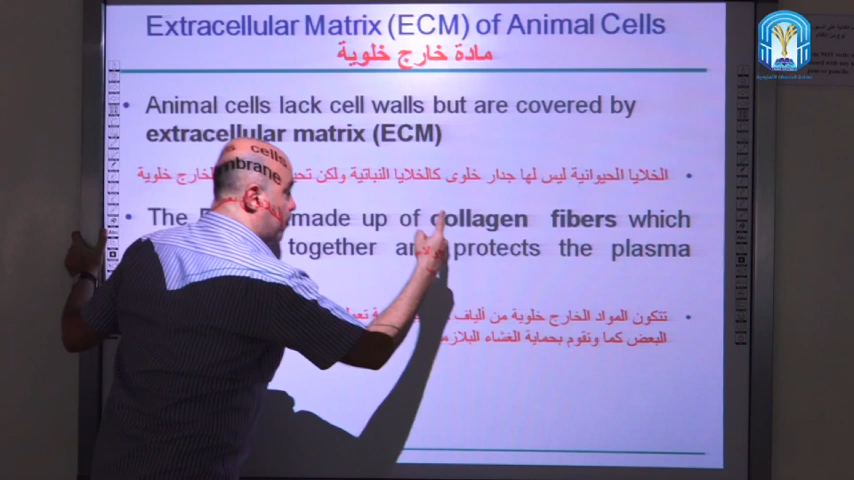 Extracellular Matrix (ECM) of Animal Cells
مادة خارج خلوية
• Animal cells lack cell walls but are covered by
extracellular matrix (ECM)
• الخلايا الحيوانية ليس لها جدار خلوى كالخلايا النباتية ولكن خارج خلوية
cells
• The made up of collagen fibers which
together protects the plasma
• تتكون المواد الخارج خلوية من ألياف
البعض كما وتقوم بحماية الغشاء